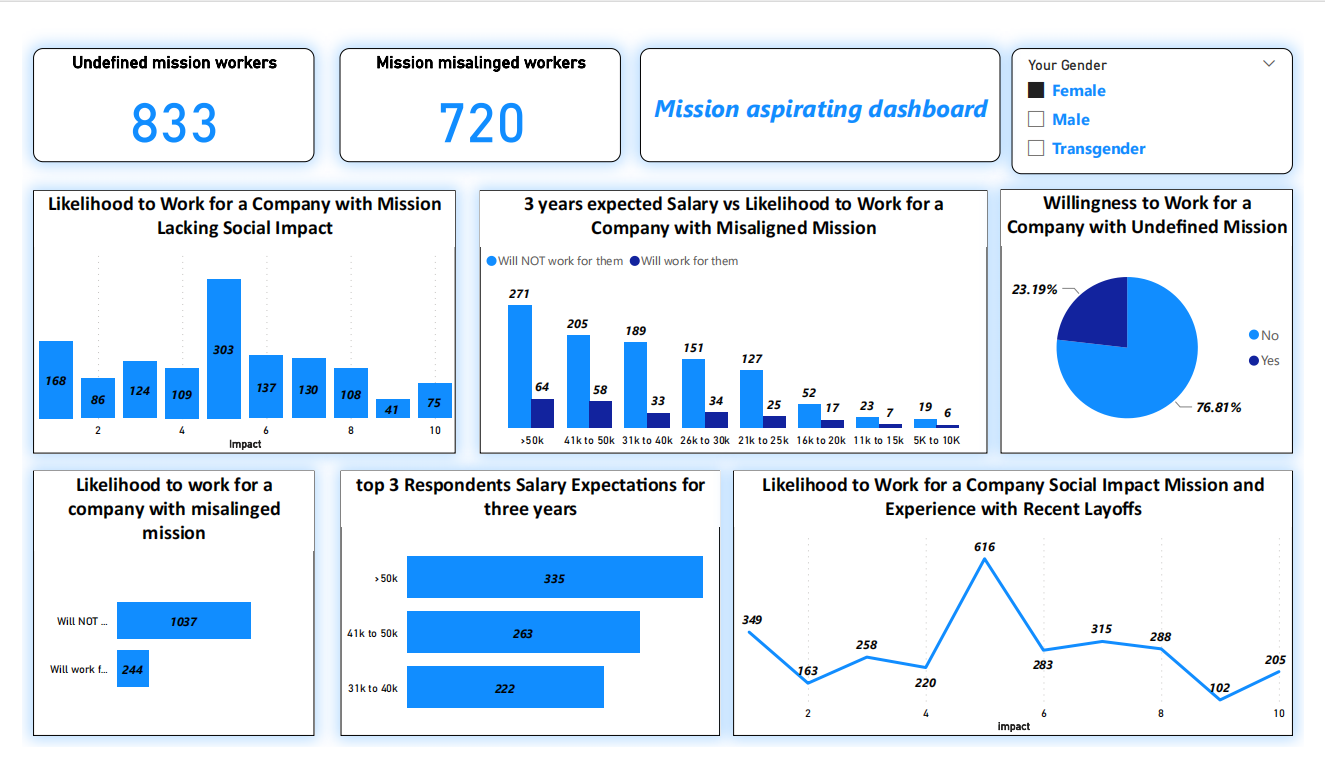 Undefined mission workers
833
Mission misalinged workers
720
Mission aspirating dashboard
Your Gender
Female
Male
Transgender
Likelihood to Work for a Company with Mission
Lacking Social Impact
168
86
124
109
303
137
130
108
41
75
2
4
6
8
10
Impact
3 years expected Salary vs Likelihood to Work for a
Company with Misaligned Mission
Will NOT work for them
Will work for them
271
64
205
58
189
33
151
34
127
25
52
17
23
7
19
6
>50k
41k to 50k
31k to 40k
26k to 30k
21k to 25k
16k to 20k
11k to 15k
5K to 10K
Willingness to Work for a
Company with Undefined Mission
23.19%
76.81%
No
Yes
Likelihood to work for a
company with misalinged
mission
Will NOT ...
1037
Will work f...
244
top 3 Respondents Salary Expectations for
three years
>50k
335
41k to 50k
263
31k to 40k
222
Likelihood to Work for a Company Social Impact Mission and
Experience with Recent Layoffs
349
163
258
220
616
283
315
288
102
205
2
4
6
8
10
impact